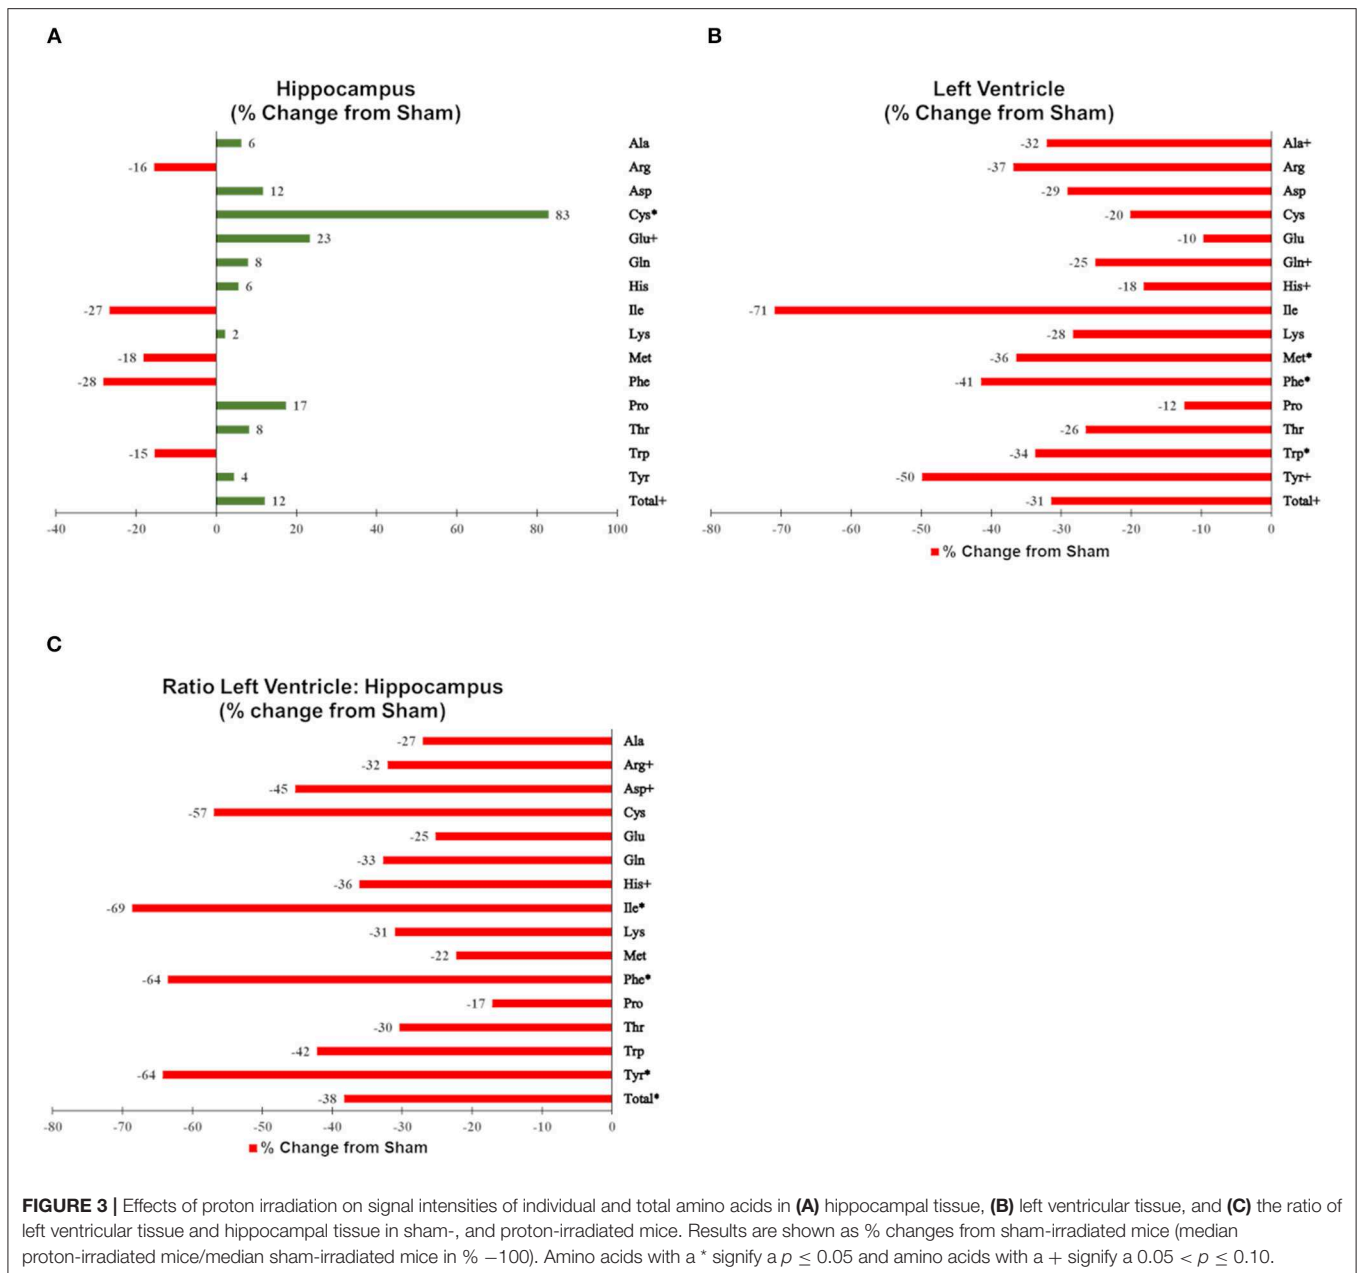 A
Hippocampus
(% Change from Sham)
6 Ala
-16 Arg
12 Asp
83 Cys*
23 Glu+
8 Gln
6 His
-27 Ile
2 Lys
-18 Met
-28 Phe
17 Pro
8 Thr
-15 Trp
4 Tyr
12 Total+
-40 -20 0 20 40 60 80 100
B
Left Ventricle
(% Change from Sham)
-32 Ala+
-37 Arg
-29 Asp
-20 Cys
-10 Glu
-25 Gln+
-18 His+
-71 Ile
-28 Lys
-36 Met*
-41 Phe*
-12 Pro
-26 Thr
-34 Trp*
-50 Tyr+
-31 Total+
-80 -70 -60 -50 -40 -30 -20 -10 0
% Change from Sham
C
Ratio Left Ventricle: Hippocampus
(% change from Sham)
-27 Ala
-32 Arg+
-45 Asp+
-57 Cys
-25 Glu
-33 Gln
-36 His+
-69 Ile*
-31 Lys
-22 Met
-64 Phe*
-17 Pro
-30 Thr
-42 Trp
-64 Tyr*
-38 Total*
-80 -70 -60 -50 -40 -30 -20 -10 0
% Change from Sham
FIGURE 3 | Effects of proton irradiation on signal intensities of individual and total amino acids in (A) hippocampal tissue, (B) left ventricular tissue, and (C) the ratio of
left ventricular tissue and hippocampal tissue in sham-, and proton-irradiated mice. Results are shown as % changes from sham-irradiated mice (median
proton-irradiated mice/median sham-irradiated mice in % −100). Amino acids with a * signify a p ≤ 0.05 and amino acids with a + signify a 0.05 < p ≤ 0.10.